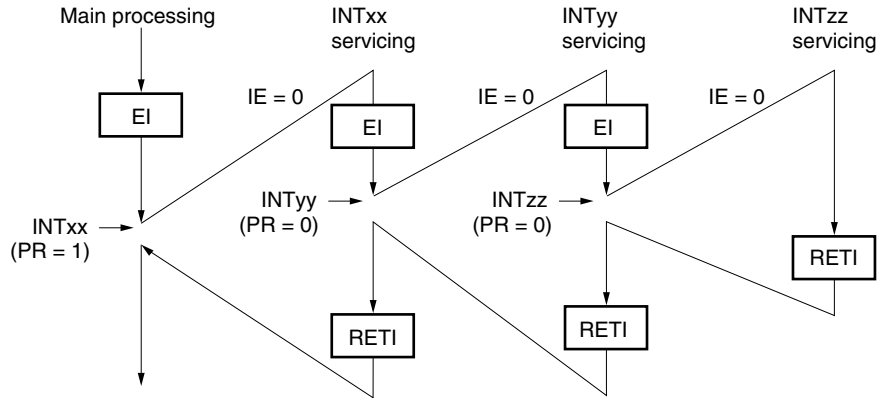 Main processing
INTxx
servicing
INTyy
servicing
INTzz
servicing
IE = 0
IE = 0
IE = 0
EI
EI
EI
INTxx
(PR = 1)
INTyy
(PR = 0)
INTzz
(PR = 0)
RETI
RETI
RETI